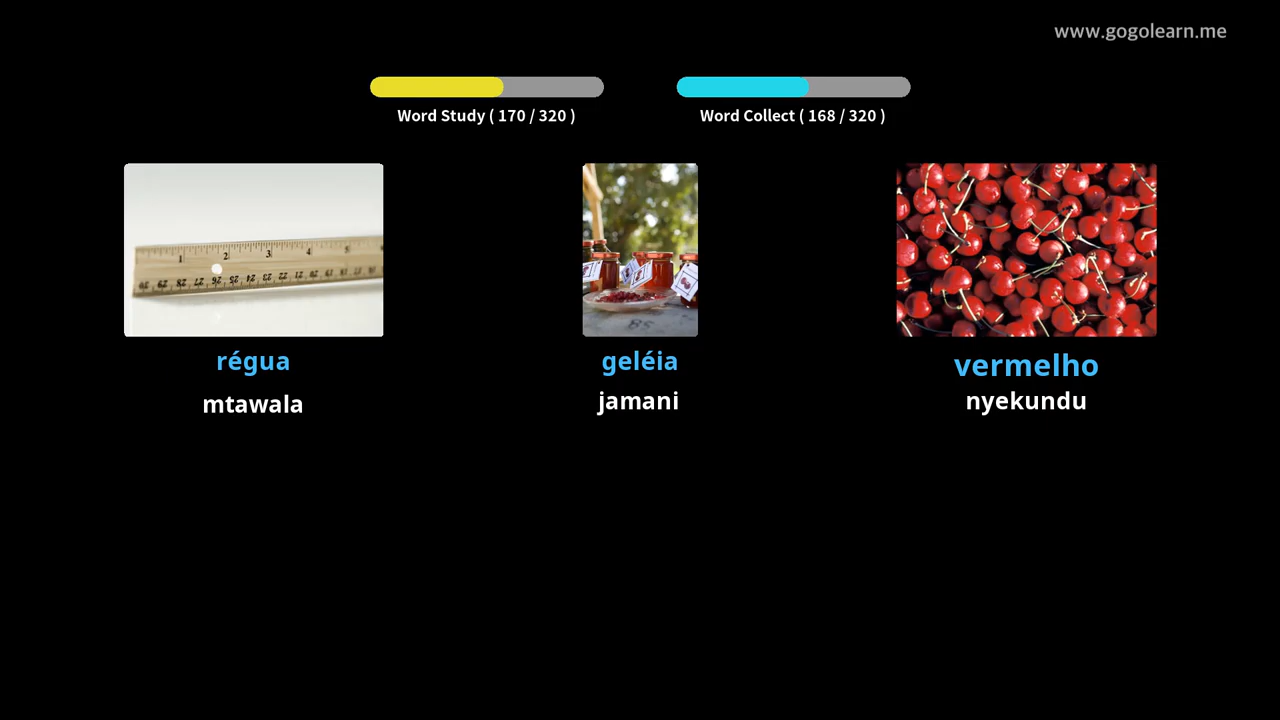 www.gogolearn.me
Word Study ( 170 / 320 )
Word Collect ( 168 / 320 )
régua
geléia
vermelho
mtawala
jamani
nyekundu